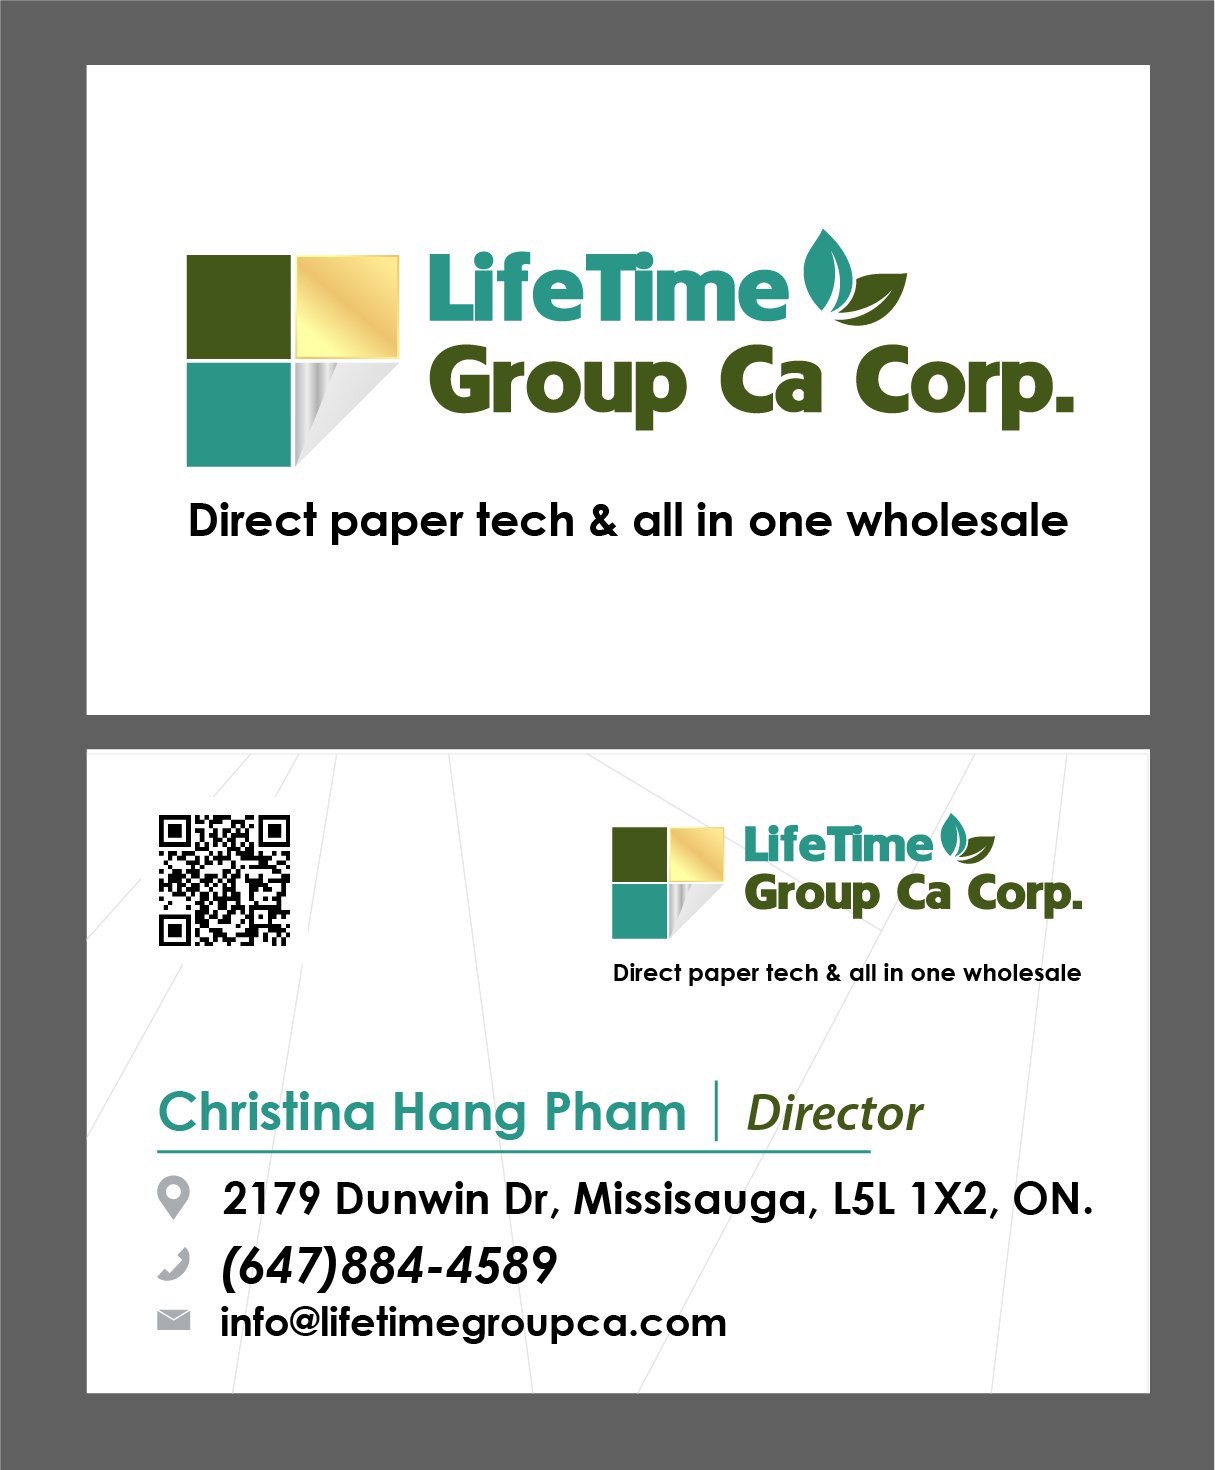 LifeTime
Group Ca Corp.
Direct paper tech & all in one wholesale
LifeTime
Group Ca Corp.
Direct paper tech & all in one wholesale
Christina Hang Pham | Director
2179 Dunwin Dr, Missisauga, L5L 1X2, ON.
(647)884-4589
info@lifetimegroupca.com